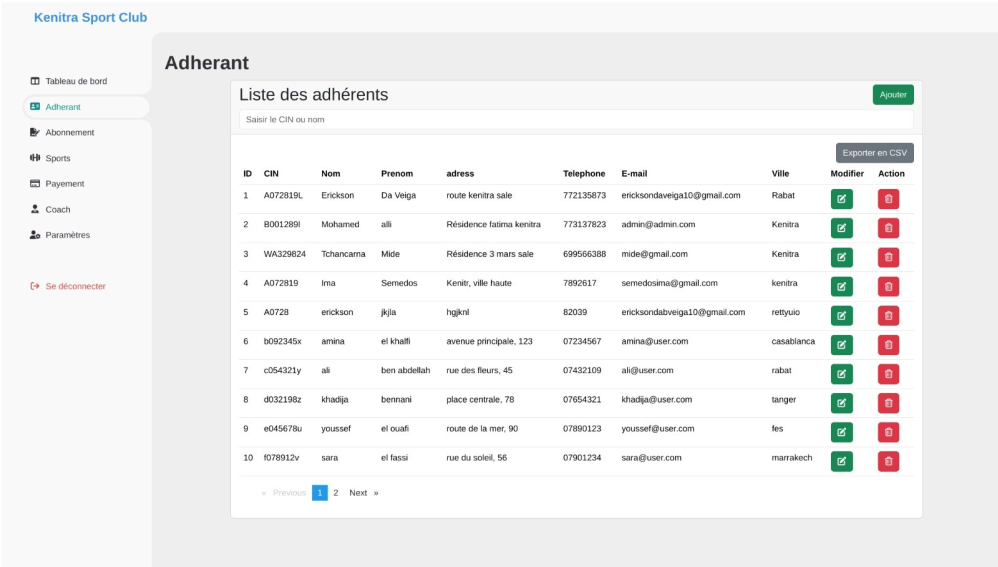 Kenitra Sport Club
Tableau de bord
Adherant
Abonnement
Sports
Payement
Coach
Paramètres
Se déconnecter
Adherant
Liste des adhérents
Ajouter
Saisir le CIN ou nom
Exporter en CSV
ID CIN Nom Prenom adress Telephone E-mail Ville Modifier Action
1 A072819L Erickson Da Veiga route kenitra sale 772135873 ericksondaveiga10@gmail.com Rabat
2 B001289l Mohamed alli Résidence fatima kenitra 773137823 admin@admin.com Kenitra
3 WA329824 Tchancarna Mide Résidence 3 mars sale 699566388 mide@gmail.com Kenitra
4 A072819 Ima Semedos Kenitr, ville haute 7892617 semedosima@gmail.com kenitra
5 A0728 erickson jkjla hgjknl 82039 ericksondabveiga10@gmail.com rettyuio
6 b092345x amina el khalfi avenue principale, 123 07234567 amina@user.com casablanca
7 c054321y ali ben abdellah rue des fleurs, 45 07432109 ali@user.com rabat
8 d032198z khadija bennani place centrale, 78 07654321 khadija@user.com tanger
9 e045678u youssef el ouafi route de la mer, 90 07890123 youssef@user.com fes
10 f078912v sara el fassi rue du soleil, 56 07901234 sara@user.com marrakech
« Previous 1 2 Next »